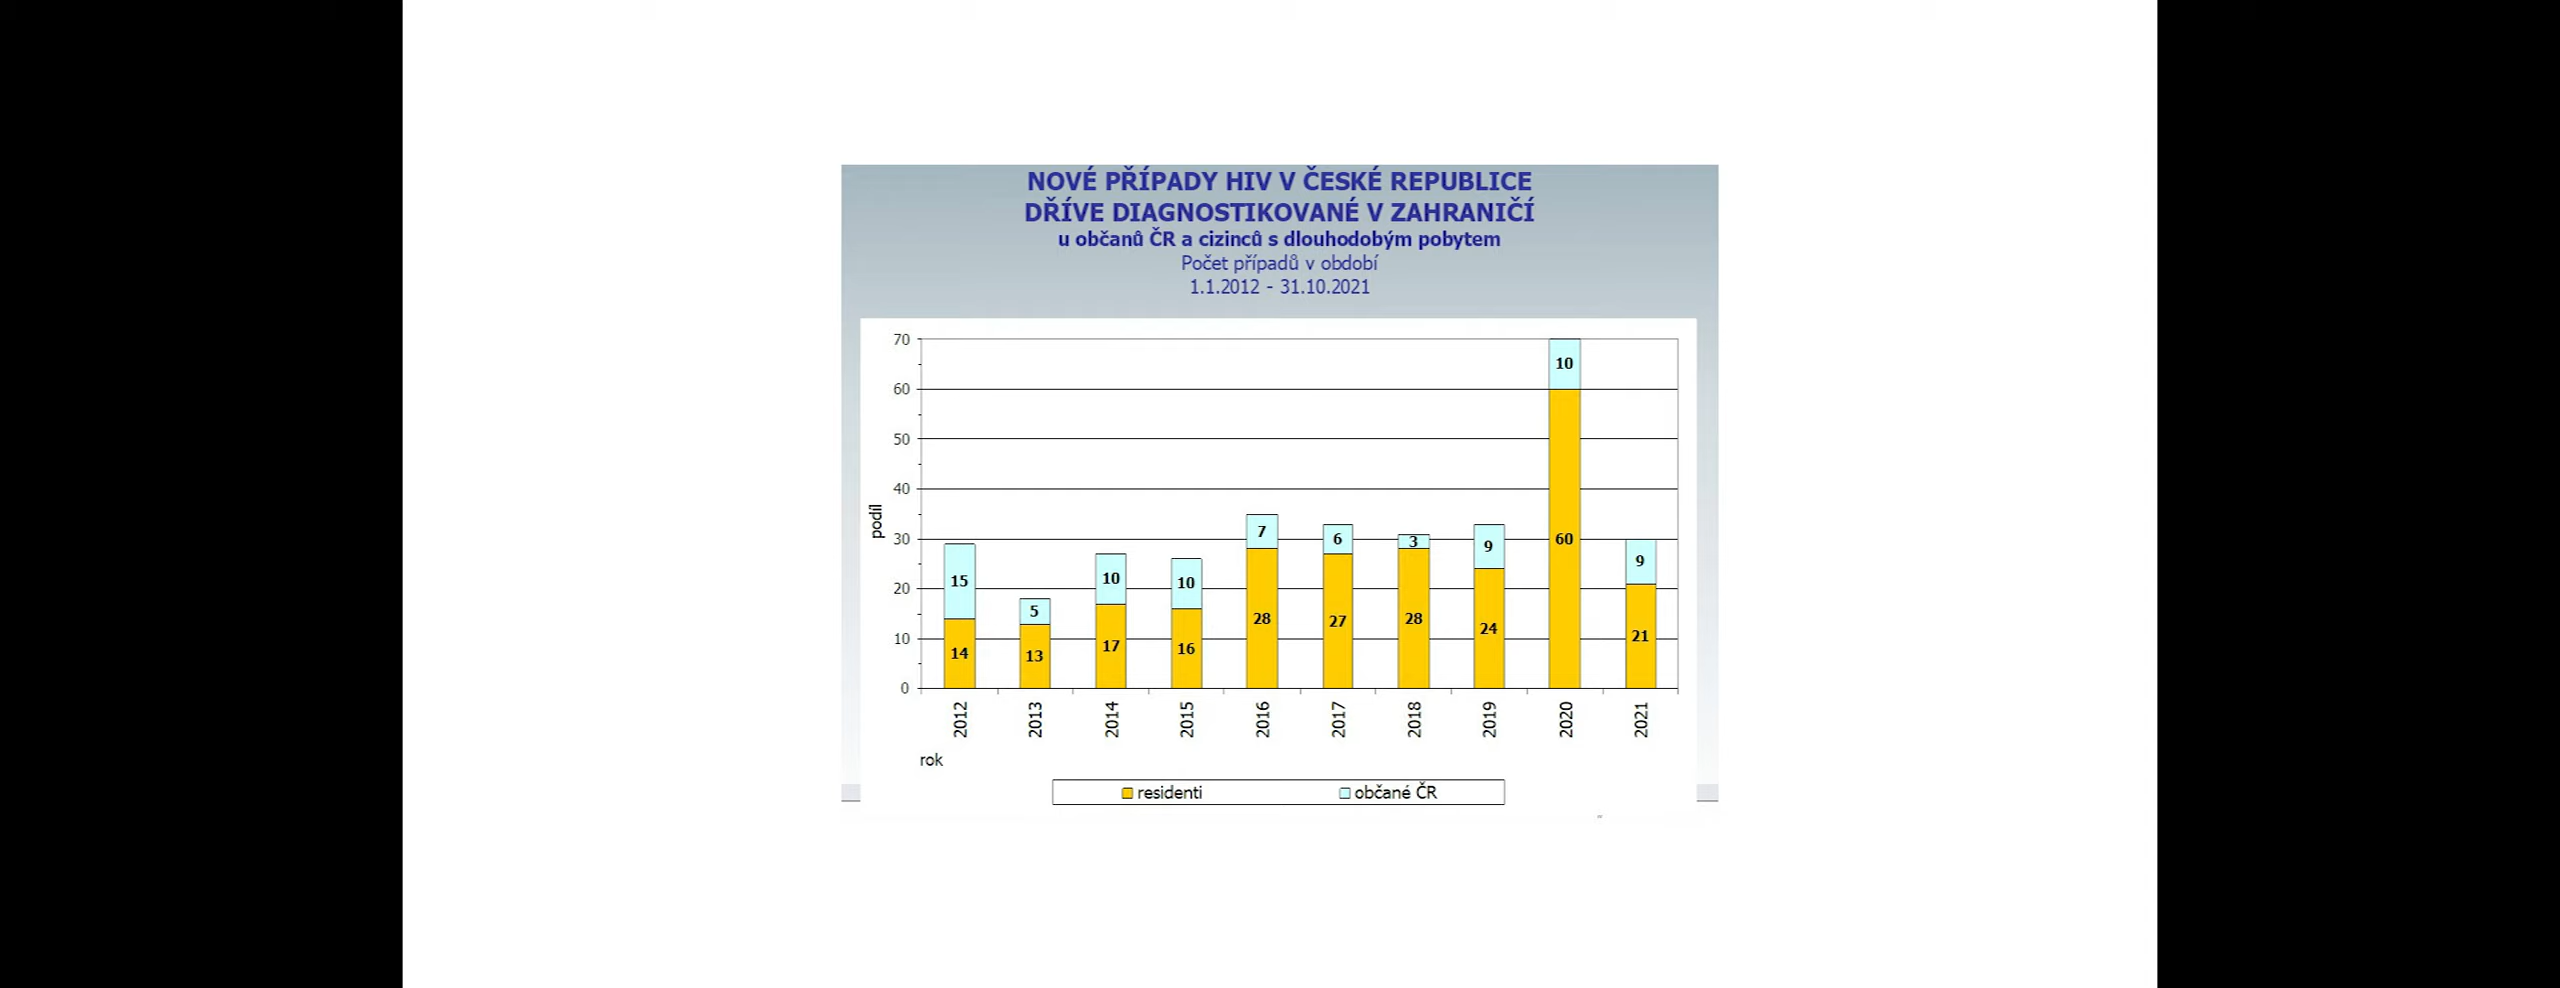 NOVÉ PŘÍPADY HIV V ČESKÉ REPUBLICE
DŘÍVE DIAGNOSTIKOVANÉ V ZAHRANIČÍ
u občanů ČR a cizinců s dlouhodobým pobytem
Počet případů v období
1.1.2012 - 31.10.2021
podíl
70
60
50
40
30
20
10
0
15 5 10 10 7 6 3 9 10 9
14 13 17 16 28 27 28 24 60 21
2012 2013 2014 2015 2016 2017 2018 2019 2020 2021
rok
residenti občané ČR